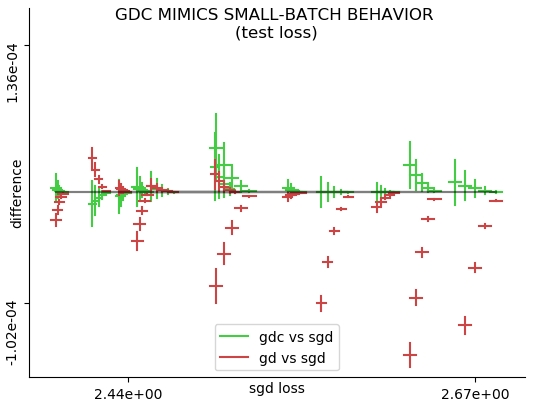 GDC MIMICS SMALL-BATCH BEHAVIOR
(test loss)
1.36e-04
difference
-1.02e-04
gdc vs sgd
gd vs sgd
2.44e+00
sgd loss
2.67e+00